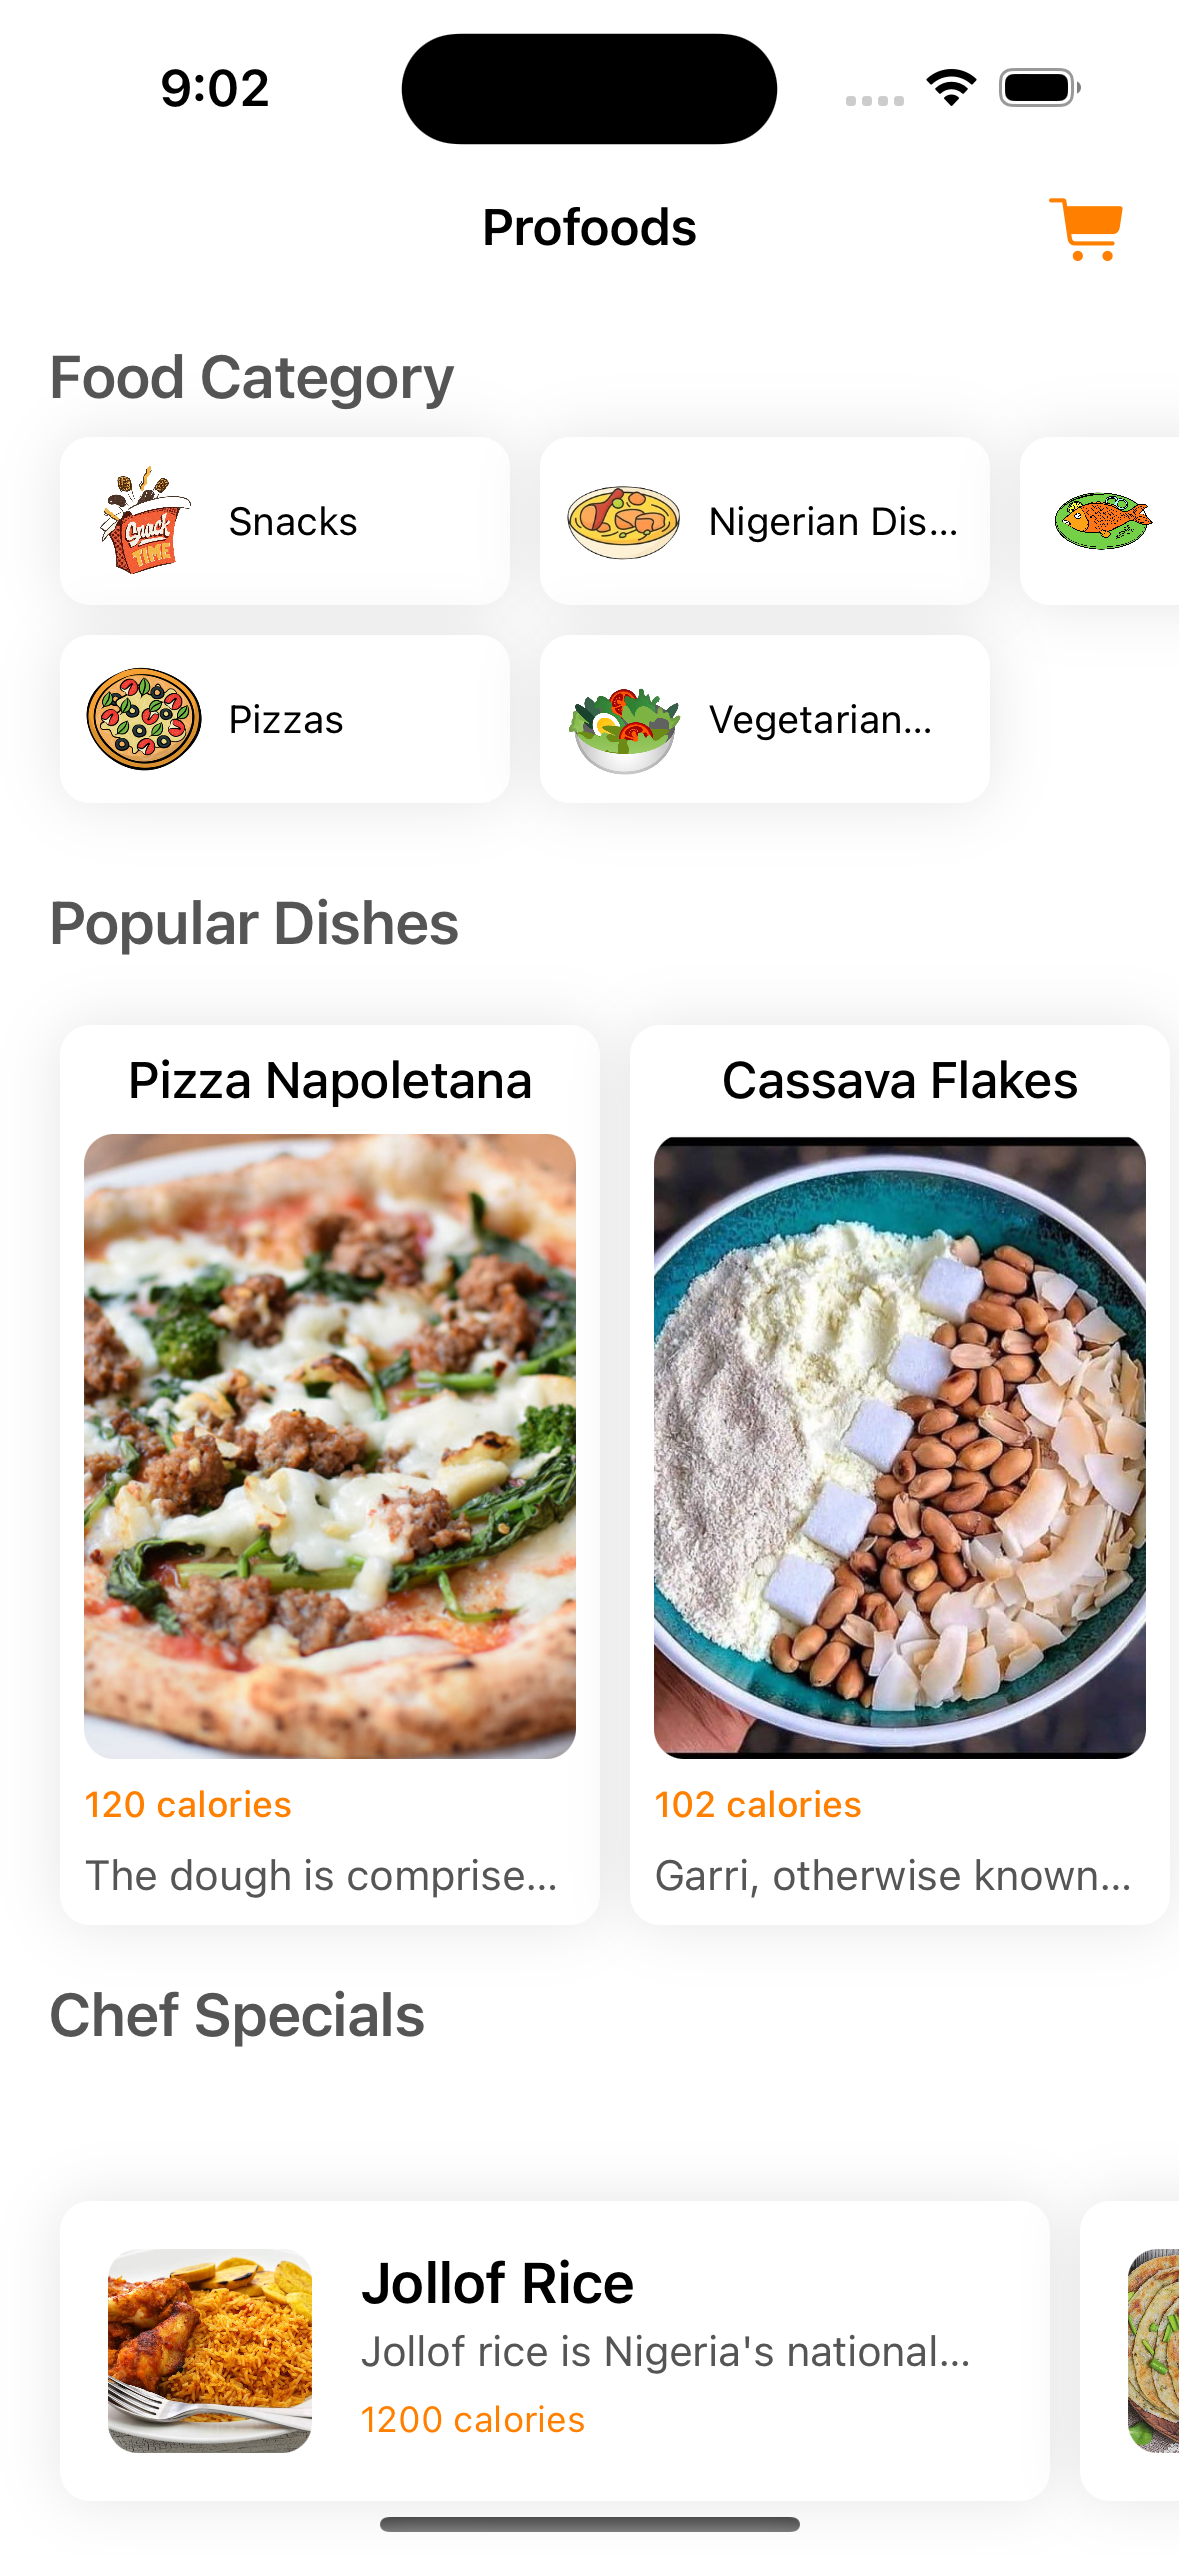 9:02
Profoods
Food Category
Snack
TIME
Snacks
Nigerian Dis...
Pizzas
Vegetarian...
Popular Dishes
Pizza Napoletana
Cassava Flakes
120 calories
102 calories
The dough is comprise...
Garri, otherwise known...
Chef Specials
Jollof Rice
Jollof rice is Nigeria's national...
1200 calories